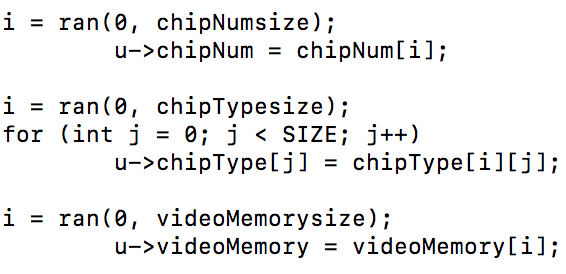 i = ran(0, chipNumsize);
        u->chipNum = chipNum[i];

i = ran(0, chipTypesize);
for (int j = 0; j < SIZE; j++)
        u->chipType[j] = chipType[i][j];

i = ran(0, videoMemorysize);
        u->videoMemory = videoMemory[i];